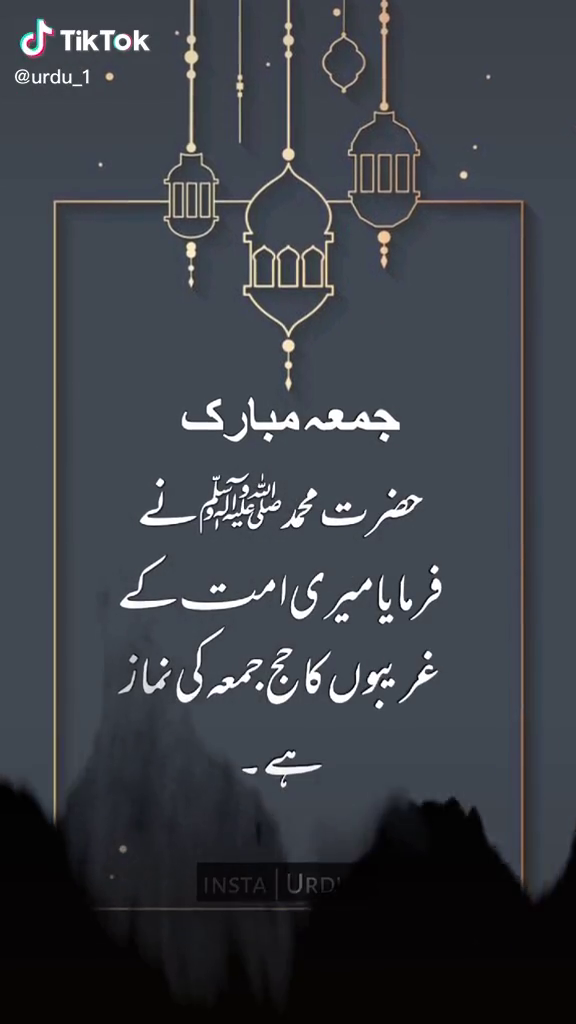 TikTok
@urdu_1
جمعہ مبارک
حضرت محمد ﷺ نے
فرمایا میری امت کے
غریبوں کا حج جمعہ کی نماز
ہے۔
INSTA | URDU